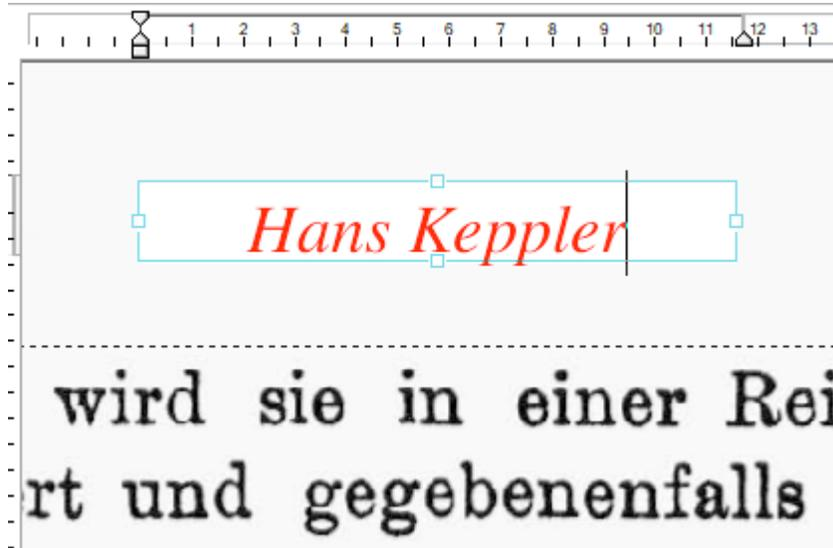 1 2 3 4 5 6 7 8 9 10 11 12 13
Hans Keppler
wird sie in einer Rei
rt und gegebenenfalls